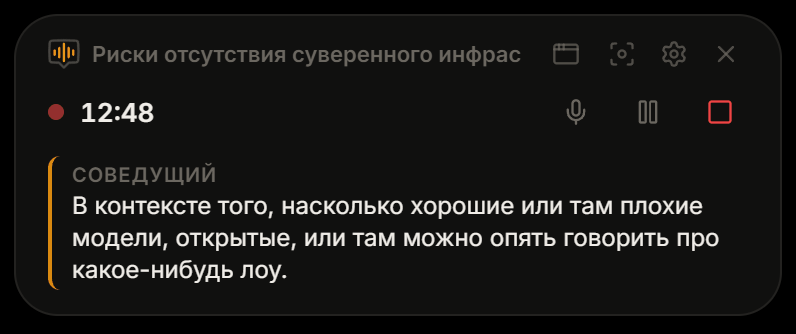 Риски отсутствия суверенного инфрас
12:48
СОВЕДУЩИЙ
В контексте того, насколько хорошие или там плохие
модели, открытые, или там можно опять говорить про
какое-нибудь лоу.